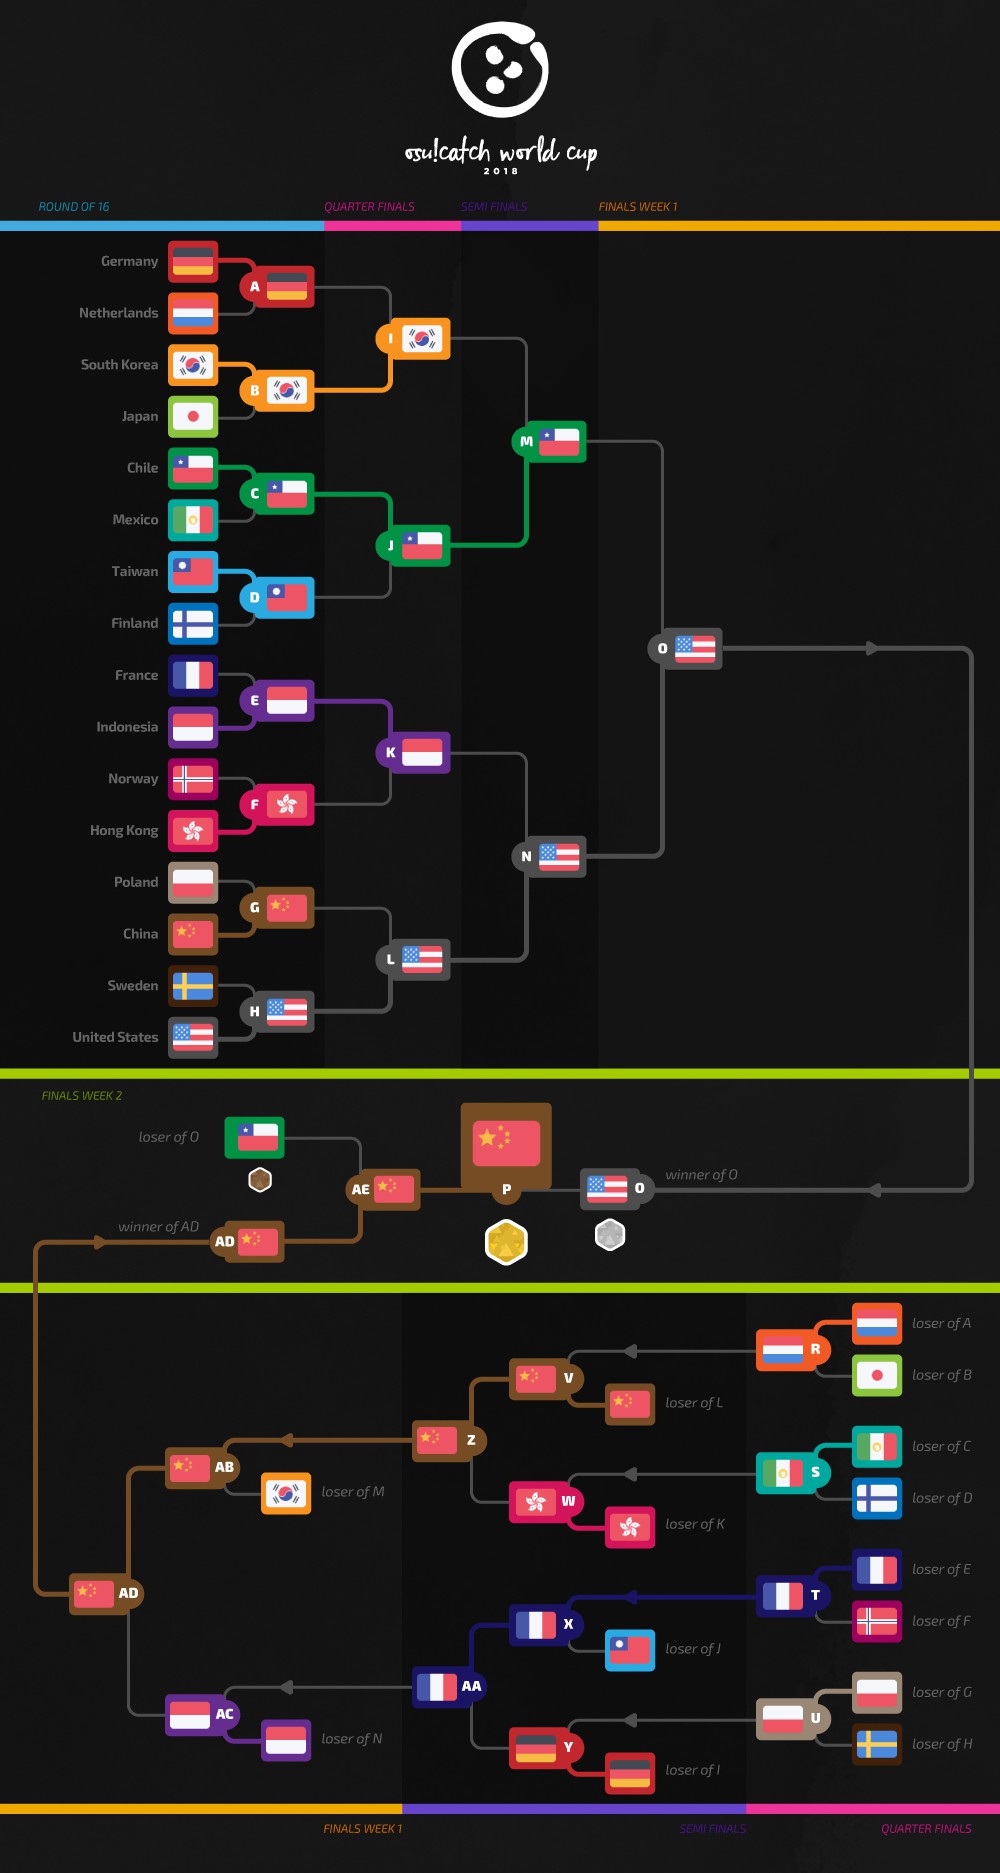 osu!catch world cup
2018
ROUND OF 16 QUARTER FINALS SEMI FINALS FINALS WEEK 1
Germany
A
Netherlands
I
South Korea
B
Japan
M
Chile
C
Mexico
J
Taiwan
D
Finland
O
France
E
Indonesia
K
Norway
F
Hong Kong
N
Poland
G
China
L
Sweden
H
United States
FINALS WEEK 2
loser of O
winner of O
AE P O
winner of AD
AD
loser of A
R
loser of B
V
loser of L
Z
loser of C
AB S
loser of M W loser of D
loser of K
loser of E
AD T
X loser of F
loser of J
AA
loser of G
AC U
loser of N Y loser of H
loser of I
FINALS WEEK 1 SEMI FINALS QUARTER FINALS